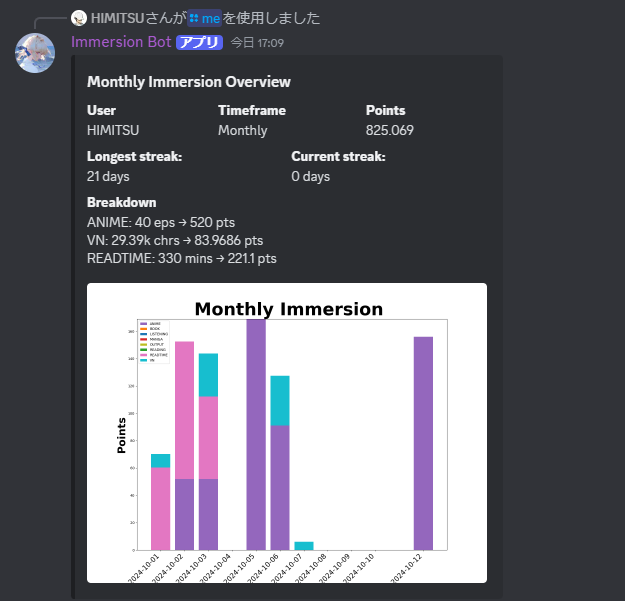 HIMITSUさんが me を使用しました
Immersion Bot アプリ 今日 17:09
Monthly Immersion Overview
User Timeframe Points
HIMITSU Monthly 825.069
Longest streak: Current streak:
21 days 0 days
Breakdown
ANIME: 40 eps → 520 pts
VN: 29.39k chrs → 83.9686 pts
READTIME: 330 mins → 221.1 pts
Monthly Immersion
ANIME
BOOK
LISTENING
MANGA
OUTPUT
READING
READTIME
VN
Points
160
140
120
100
80
60
40
20
0
2024-10-01
2024-10-02
2024-10-03
2024-10-04
2024-10-05
2024-10-06
2024-10-07
2024-10-08
2024-10-09
2024-10-10
2024-10-12